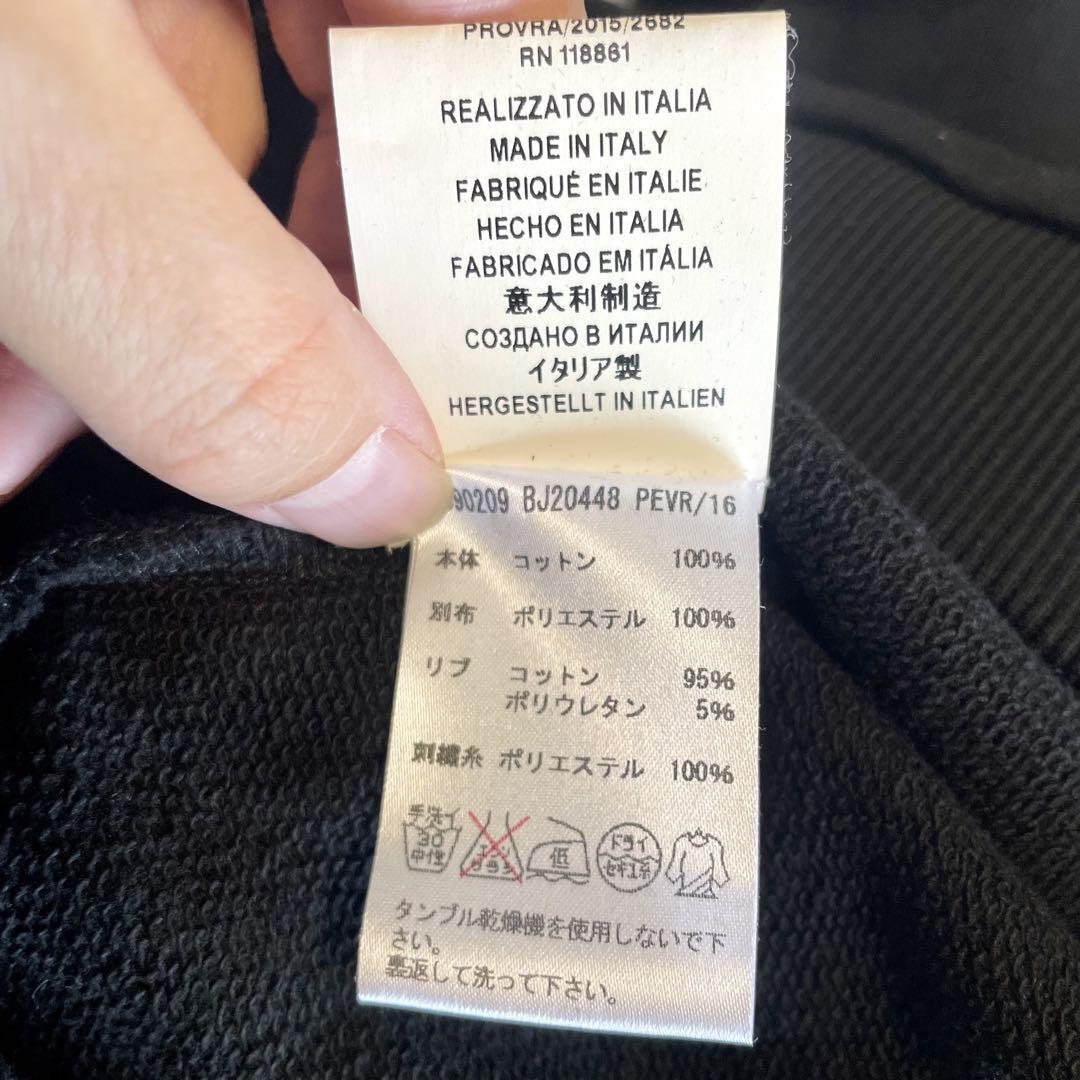 PROVRA/2015/2682
RN 118861
REALIZZATO IN ITALIA
MADE IN ITALY
FABRIQUÉ EN ITALIE
HECHO EN ITALIA
FABRICADO EM ITÁLIA
意大利制造
СОЗДАНО В ИТАЛИИ
イタリア製
HERGESTELLT IN ITALIEN
90209 BJ20448 PEVR/16
本体 コットン 100%
別布 ポリエステル 100%
リブ コットン 95%
ポリウレタン 5%
刺繍糸 ポリエステル 100%
手洗イ 30 中性 エンソサラシ 低 ドライ セキユ系
タンブル乾燥機を使用しないで下
さい。
裏返して洗って下さい。